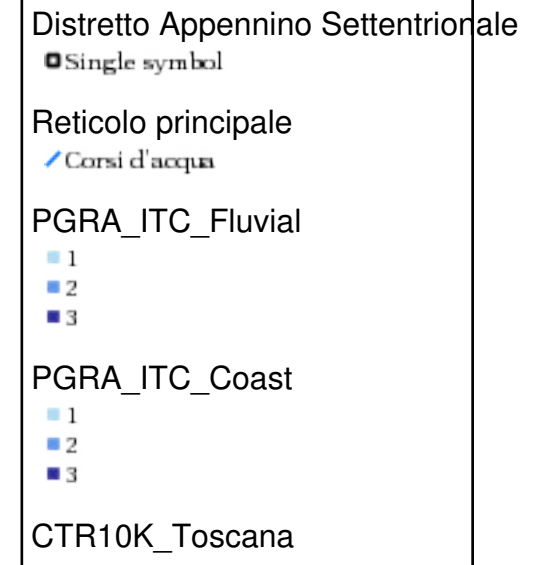 Distretto Appennino Settentrionale
Single symbol
Reticolo principale
Corsi d'acqua
PGRA_ITC_Fluvial
1
2
3
PGRA_ITC_Coast
1
2
3
CTR10K_Toscana